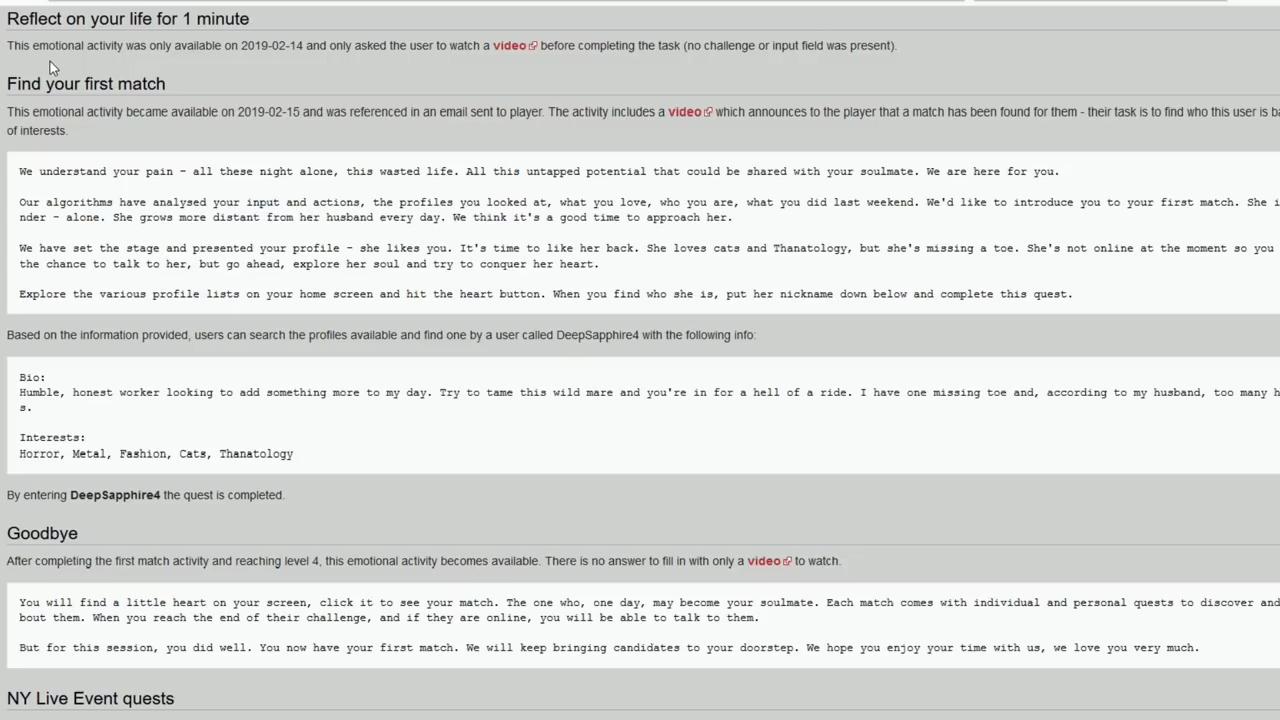 Reflect on your life for 1 minute
This emotional activity was only available on 2019-02-14 and only asked the user to watch a video before completing the task (no challenge or input field was present).
Find your first match
This emotional activity became available on 2019-02-15 and was referenced in an email sent to player. The activity includes a video which announces to the player that a match has been found for them - their task is to find who this user is ba
of interests.
We understand your pain - all these night alone, this wasted life. All this untapped potential that could be shared with your soulmate. We are here for you.
Our algorithms have analysed your input and actions, the profiles you looked at, what you love, who you are, what you did last weekend. We'd like to introduce you to your first match. She i
nder - alone. She grows more distant from her husband every day. We think it's a good time to approach her.
We have set the stage and presented your profile - she likes you. It's time to like her back. She loves cats and Thanatology, but she's missing a toe. She's not online at the moment so you
the chance to talk to her, but go ahead, explore her soul and try to conquer her heart.
Explore the various profile lists on your home screen and hit the heart button. When you find who she is, put her nickname down below and complete this quest.
Based on the information provided, users can search the profiles available and find one by a user called DeepSapphire4 with the following info:
Bio:
Humble, honest worker looking to add something more to my day. Try to tame this wild mare and you're in for a hell of a ride. I have one missing toe and, according to my husband, too many h
s.
Interests:
Horror, Metal, Fashion, Cats, Thanatology
By entering DeepSapphire4 the quest is completed.
Goodbye
After completing the first match activity and reaching level 4, this emotional activity becomes available. There is no answer to fill in with only a video to watch.
You will find a little heart on your screen, click it to see your match. The one who, one day, may become your soulmate. Each match comes with individual and personal quests to discover and
bout them. When you reach the end of their challenge, and if they are online, you will be able to talk to them.
But for this session, you did well. You now have your first match. We will keep bringing candidates to your doorstep. We hope you enjoy your time with us, we love you very much.
NY Live Event quests